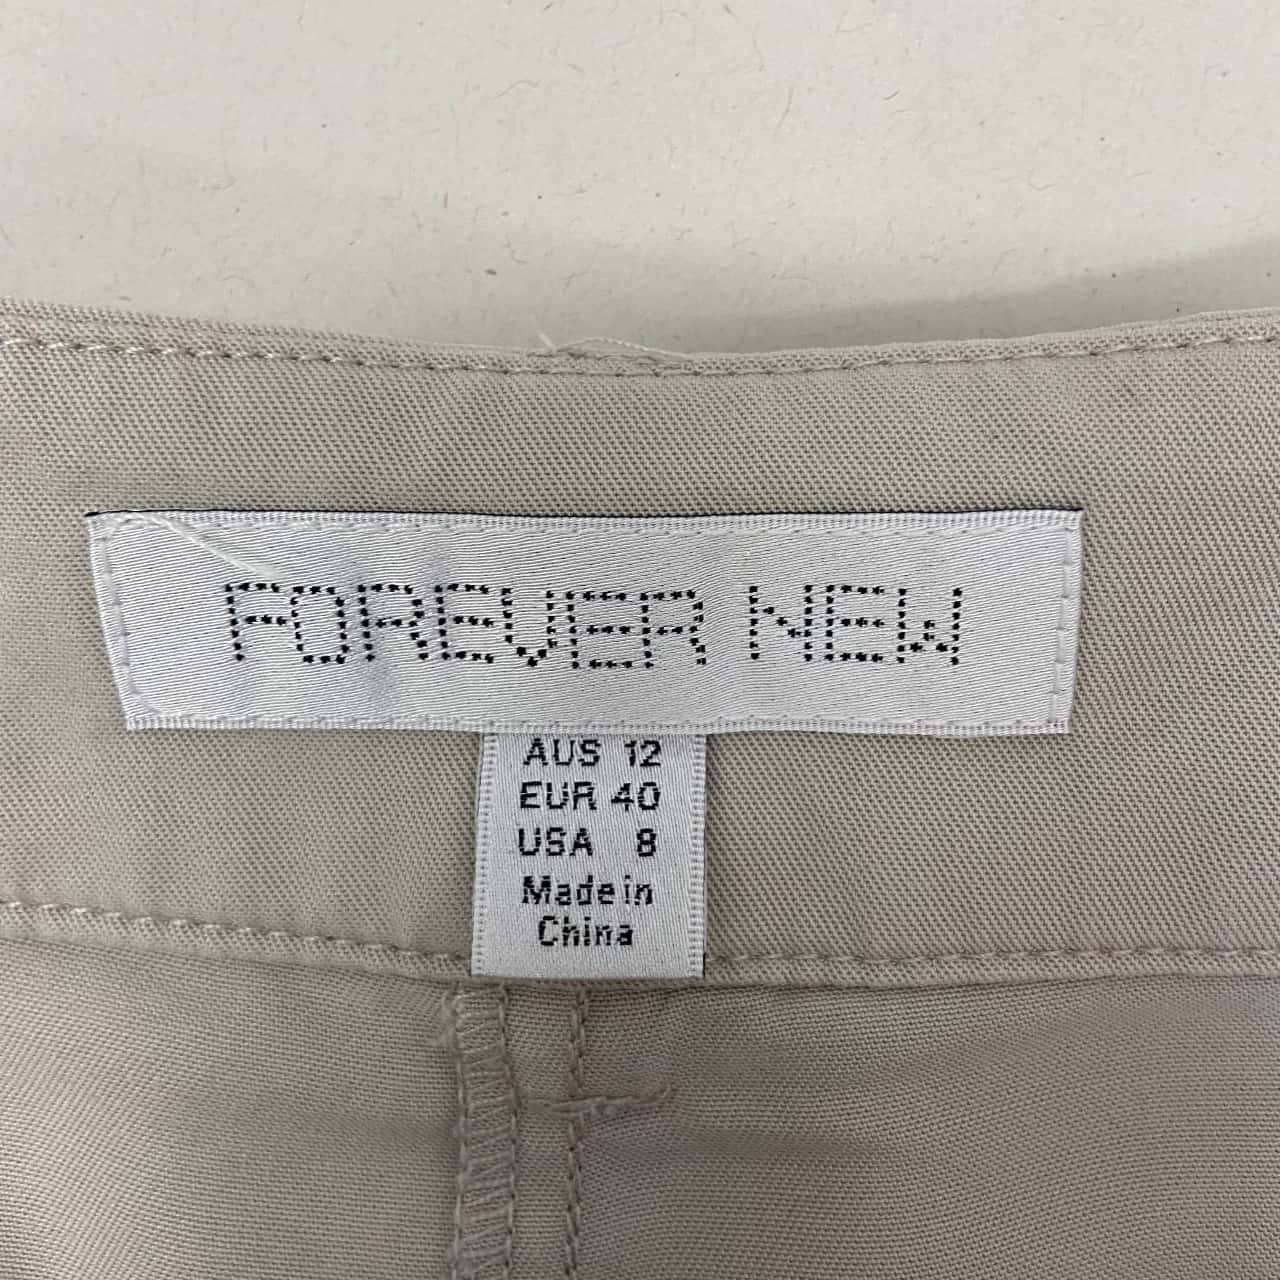 FOREVER NEW
AUS 12
EUR 40
USA 8
Made in
China